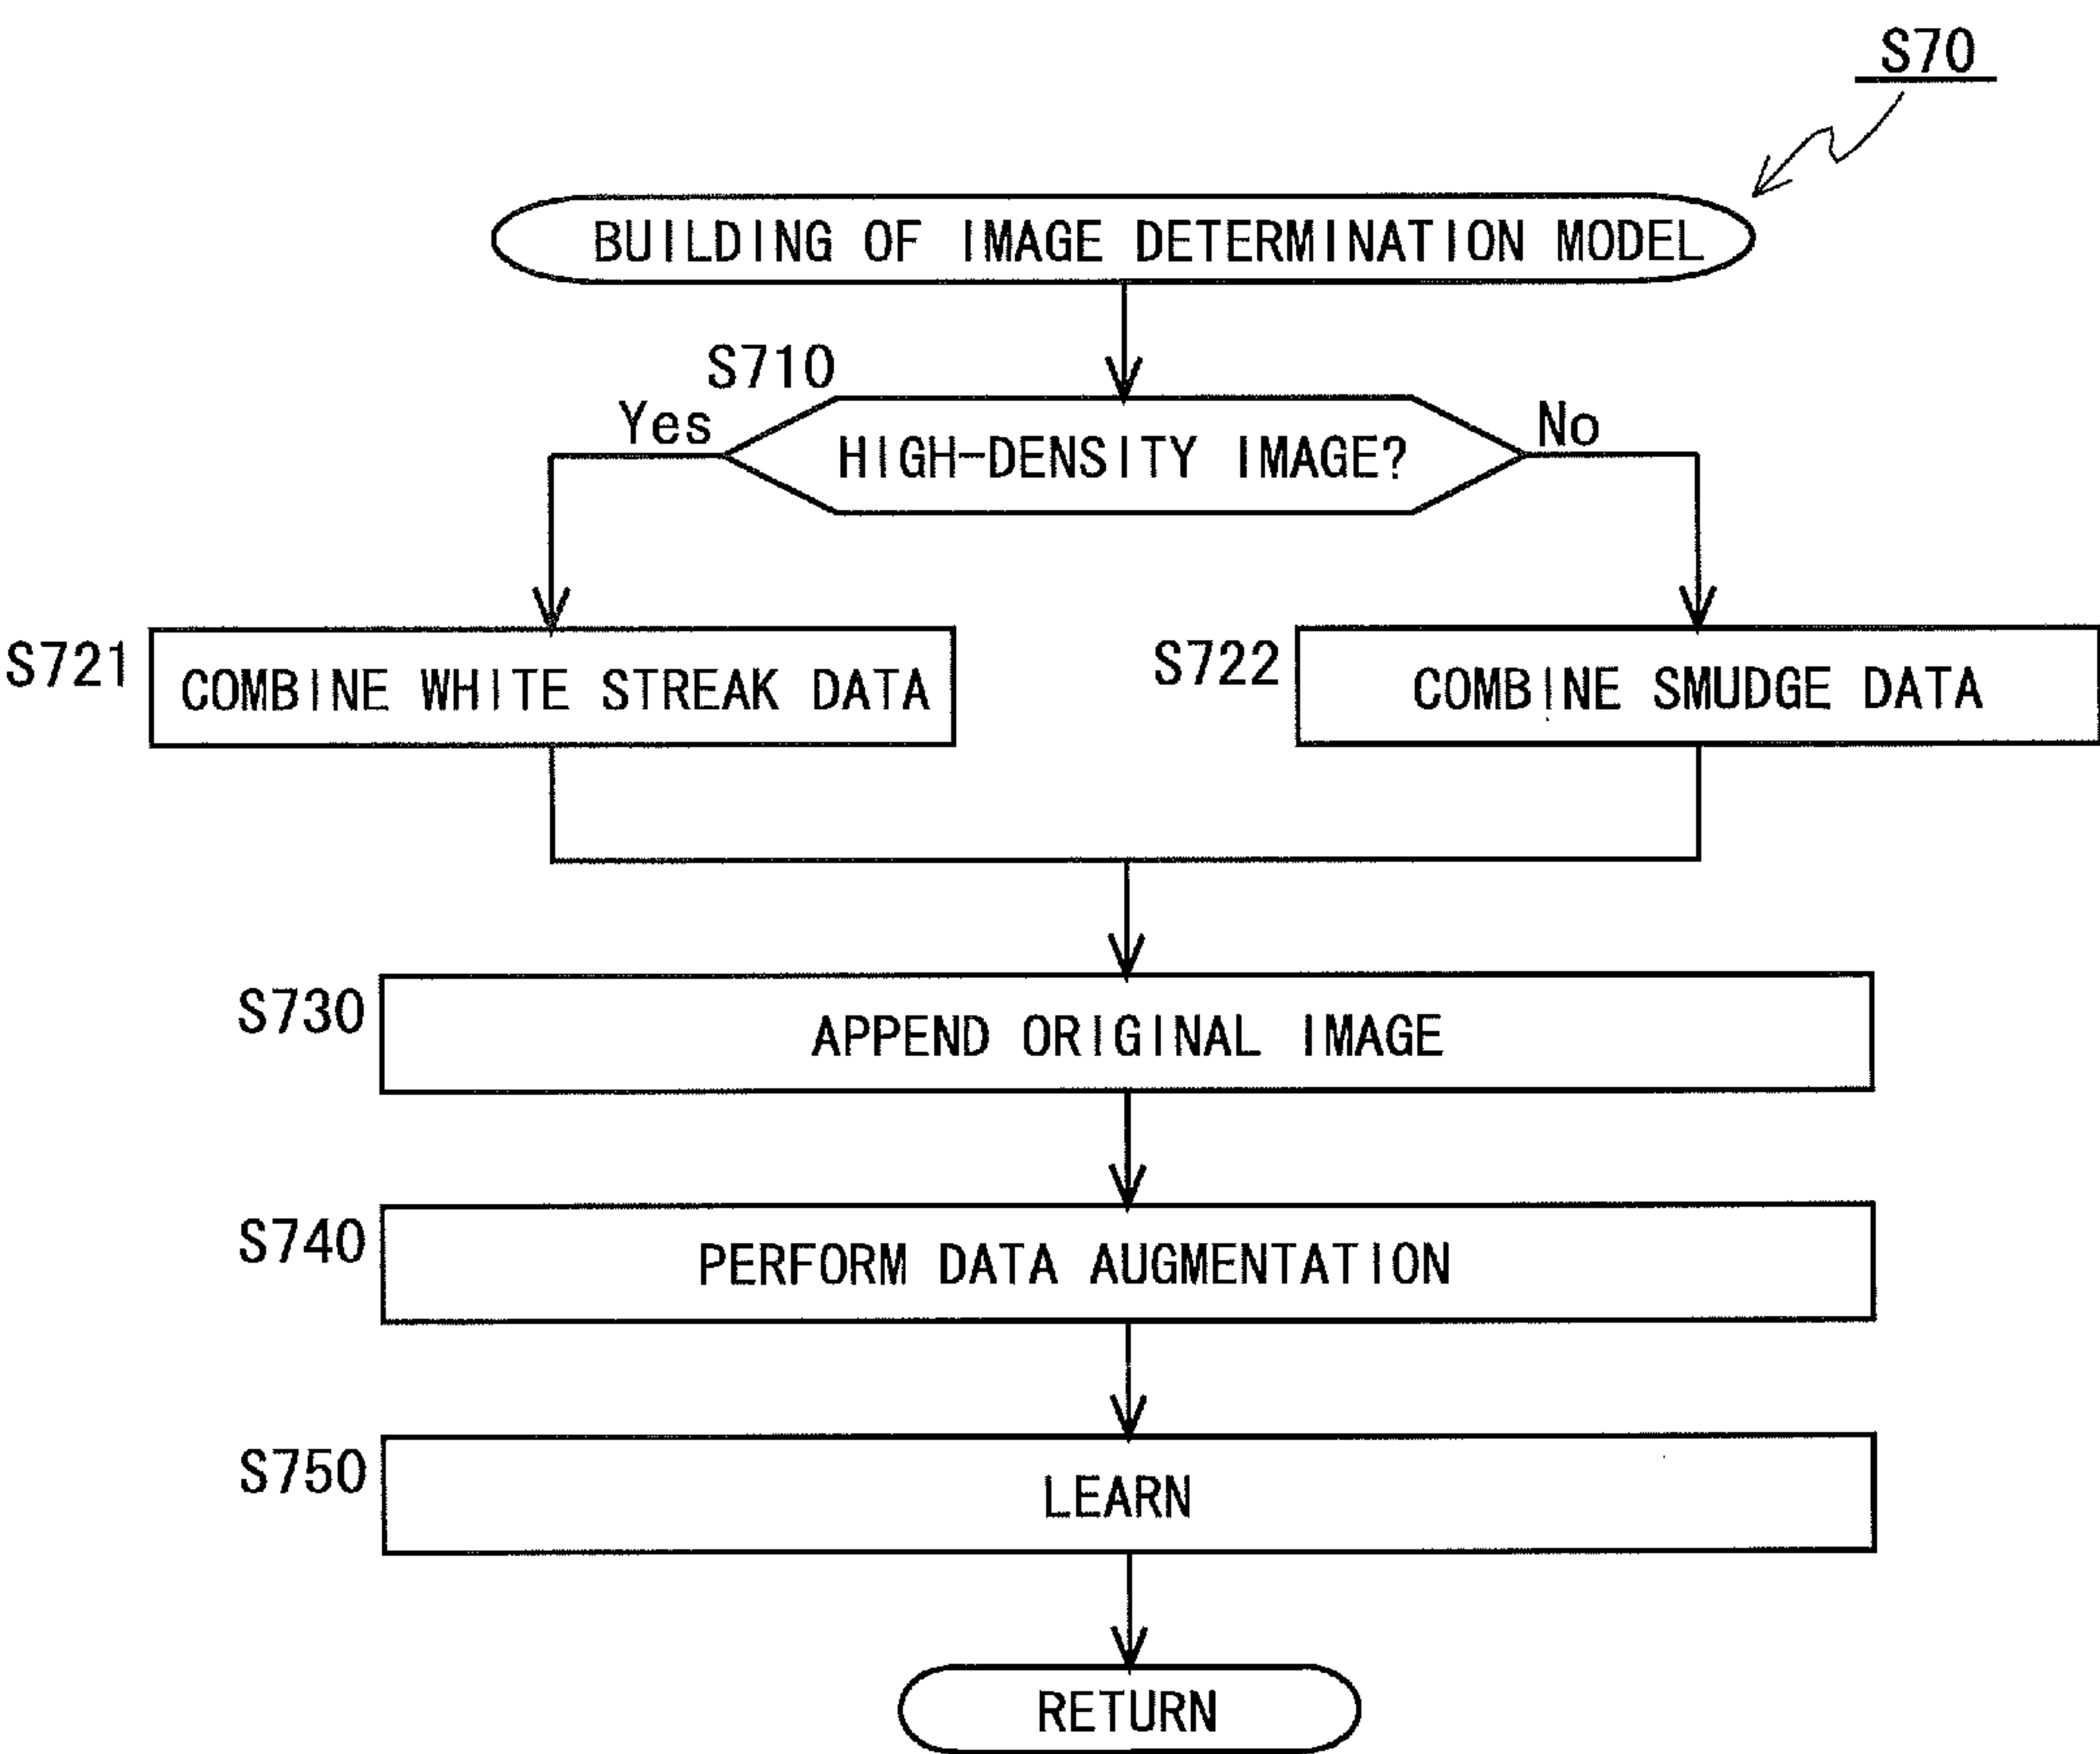 S70
BUILDING OF IMAGE DETERMINATION MODEL
S710
Yes
HIGH-DENSITY IMAGE?
No
S721
COMBINE WHITE STREAK DATA
S722
COMBINE SMUDGE DATA
S730
APPEND ORIGINAL IMAGE
S740
PERFORM DATA AUGMENTATION
S750
LEARN
RETURN